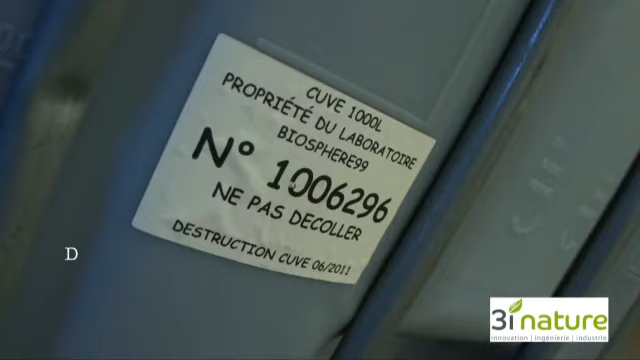 CUVE 1000L
PROPRIÉTÉ DU LABORATOIRE
BIOSPHERE99
N° 1006296
NE PAS DECOLLER
DESTRUCTION CUVE 06/2011
D
3i nature
innovation | ingénierie | industrie